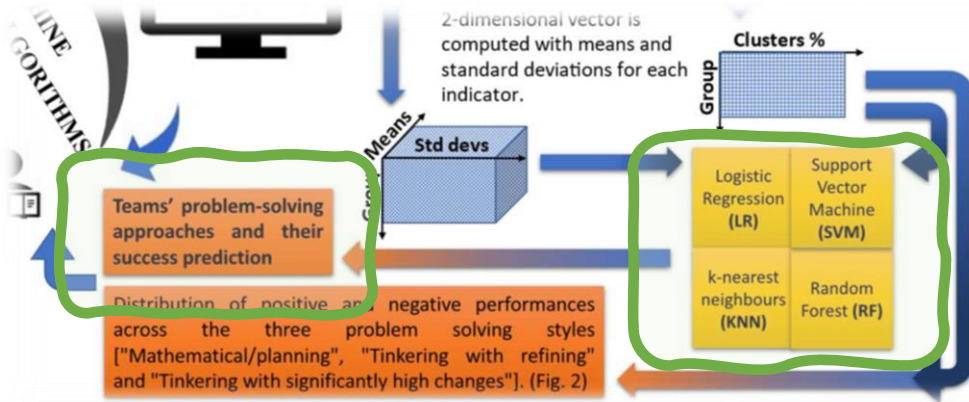 2-dimensional vector is
computed with means and
standard deviations for each
indicator.
Clusters %
Group
GORITHMS
Means
Std devs
Group
Teams' problem-solving
approaches and their
success prediction
Logistic
Regression
(LR)
Support
Vector
Machine
(SVM)
k-nearest
neighbours
(KNN)
Random
Forest (RF)
Distribution of positive and negative performances
across the three problem solving styles
["Mathematical/planning", "Tinkering with refining"
and "Tinkering with significantly high changes"]. (Fig. 2)